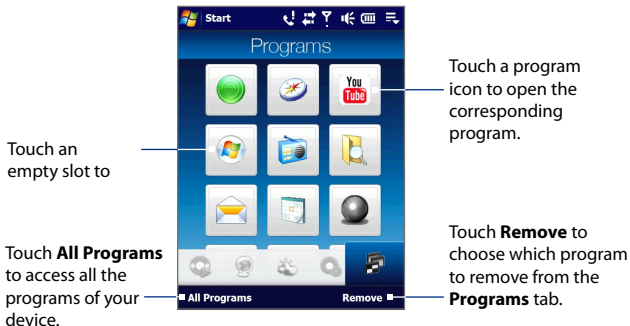 Start
Programs
You
Tube
Touch a program
icon to open the
corresponding
program.
Touch an
empty slot to
Touch All Programs
to access all the
programs of your
device.
All Programs
Remove
Touch Remove to
choose which program
to remove from the
Programs tab.